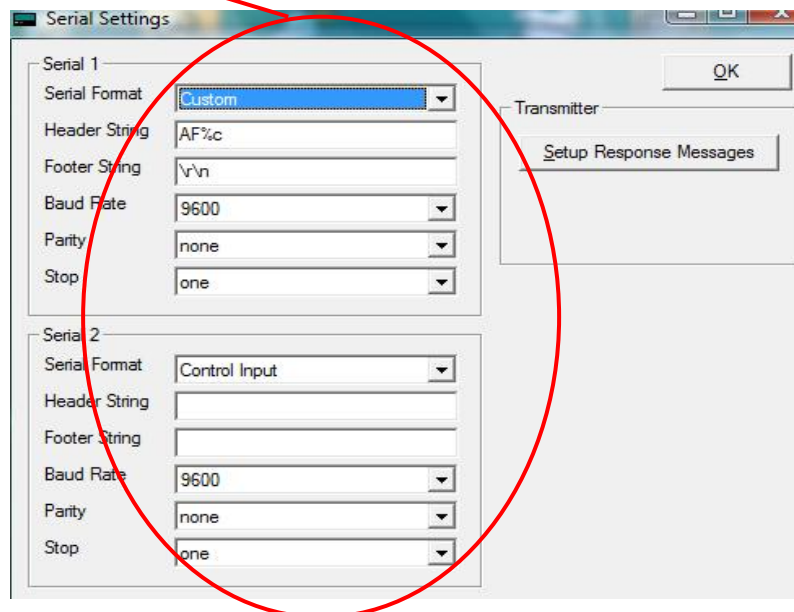 Serial Settings
Serial 1
Serial Format Custom
Header String AF%c
Footer String \r\n
Baud Rate 9600
Parity none
Stop one
OK
Transmitter
Setup Response Messages
Serial 2
Serial Format Control Input
Header String
Footer String
Baud Rate 9600
Parity none
Stop one